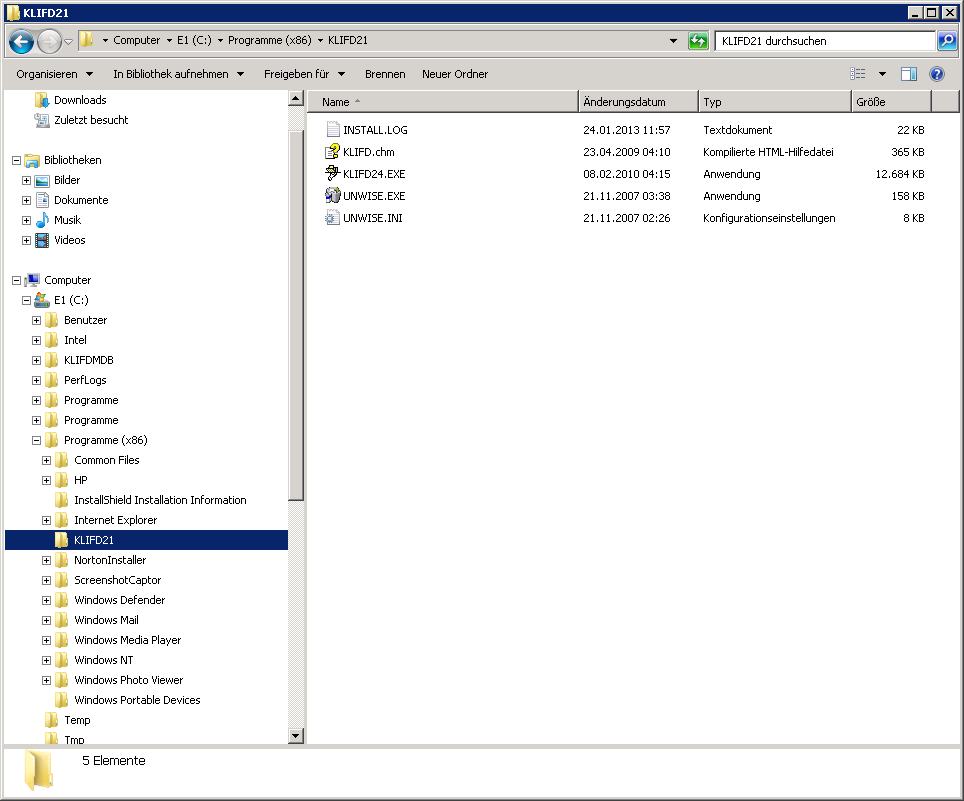 KLIFD21
Computer E1 (C:) Programme (x86) KLIFD21 KLIFD21 durchsuchen
Organisieren In Bibliothek aufnehmen Freigeben für Brennen Neuer Ordner
Downloads
Zuletzt besucht
Bibliotheken
Bilder
Dokumente
Musik
Videos
Computer
E1 (C:)
Benutzer
Intel
KLIFDMDB
PerfLogs
Programme
Programme
Programme (x86)
Common Files
HP
InstallShield Installation Information
Internet Explorer
KLIFD21
NortonInstaller
ScreenshotCaptor
Windows Defender
Windows Mail
Windows Media Player
Windows NT
Windows Photo Viewer
Windows Portable Devices
Temp
Tmp
Name Änderungsdatum Typ Größe
INSTALL.LOG 24.01.2013 11:57 Textdokument 22 KB
KLIFD.chm 23.04.2009 04:10 Kompilierte HTML-Hilfedatei 365 KB
KLIFD24.EXE 08.02.2010 04:15 Anwendung 12.684 KB
UNWISE.EXE 21.11.2007 03:38 Anwendung 158 KB
UNWISE.INI 21.11.2007 02:26 Konfigurationseinstellungen 8 KB
5 Elemente